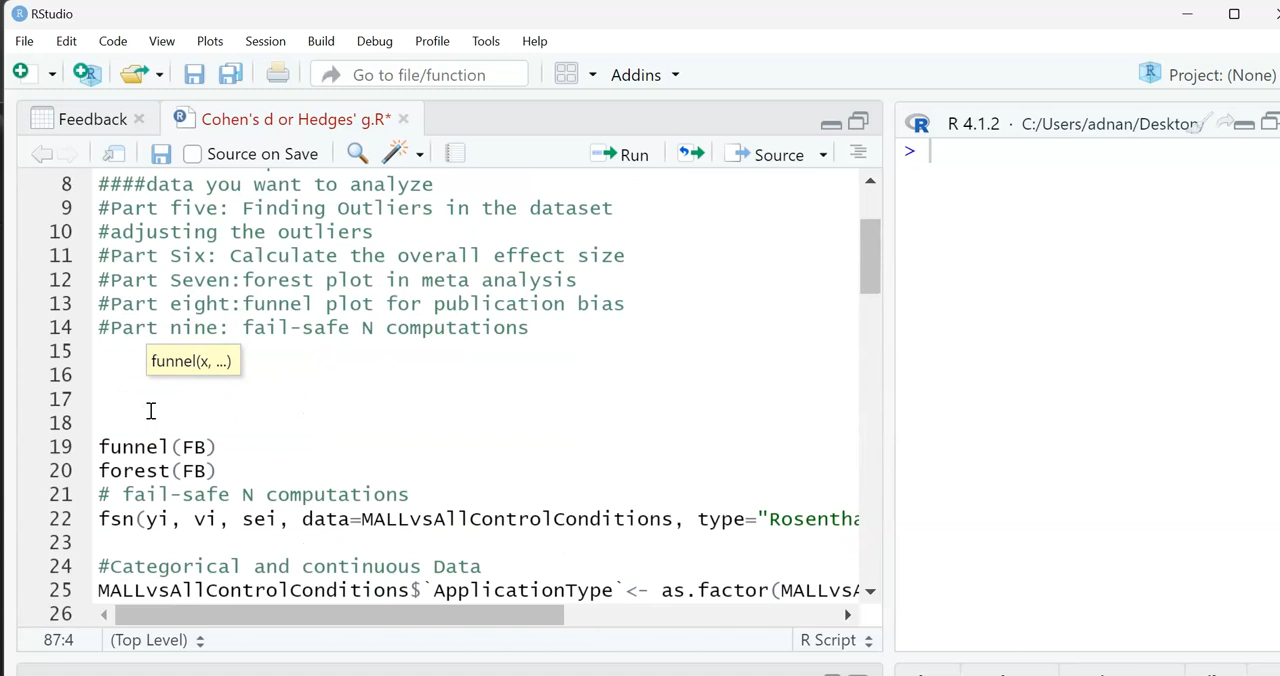 RStudio
File Edit Code View Plots Session Build Debug Profile Tools Help
Go to file/function Addins Project: (None)
Feedback Cohen's d or Hedges' g.R*
Source on Save Run Source
R 4.1.2 · C:/Users/adnan/Desktop
>
8 ####data you want to analyze
9 #Part five: Finding Outliers in the dataset
10 #adjusting the outliers
11 #Part Six: Calculate the overall effect size
12 #Part Seven:forest plot in meta analysis
13 #Part eight:funnel plot for publication bias
14 #Part nine: fail-safe N computations
15
funnel(x, ...)
16
17
18
19 funnel(FB)
20 forest(FB)
21 # fail-safe N computations
22 fsn(yi, vi, sei, data=MALLvsAllControlConditions, type="Rosentha
23
24 #Categorical and continuous Data
25 MALLvsAllControlConditions$`ApplicationType`<- as.factor(MALLvsA
26
87:4 (Top Level) R Script